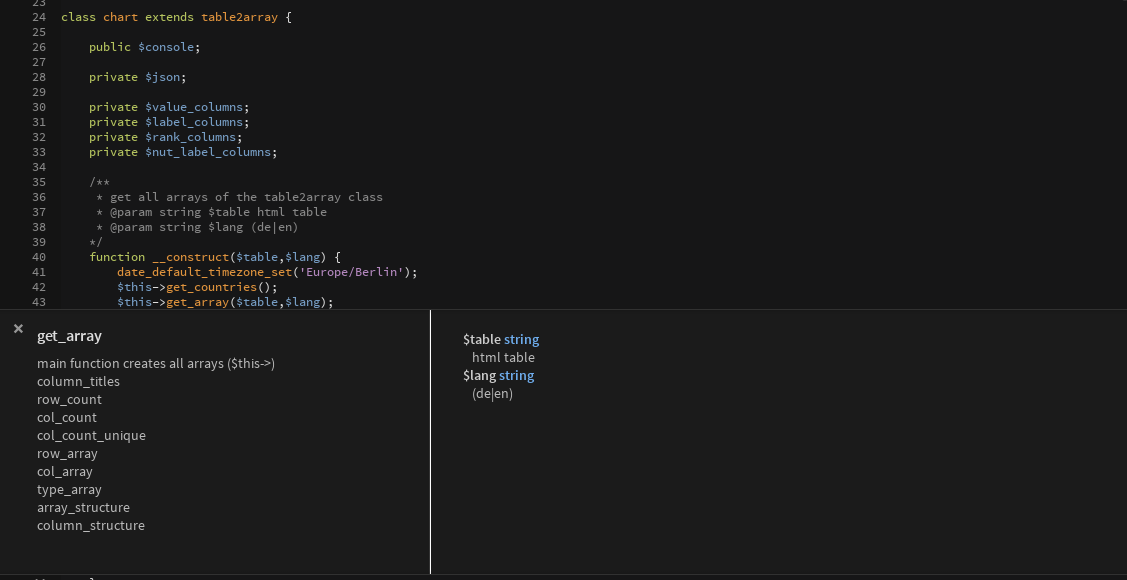 23
24 class chart extends table2array {
25
26 public $console;
27
28 private $json;
29
30 private $value_columns;
31 private $label_columns;
32 private $rank_columns;
33 private $nut_label_columns;
34
35 /**
36 * get all arrays of the table2array class
37 * @param string $table html table
38 * @param string $lang (de|en)
39 */
40 function __construct($table,$lang) {
41 date_default_timezone_set('Europe/Berlin');
42 $this->get_countries();
43 $this->get_array($table,$lang);
×
get_array
main function creates all arrays ($this->)
column_titles
row_count
col_count
col_count_unique
row_array
col_array
type_array
array_structure
column_structure
$table string
html table
$lang string
(de|en)